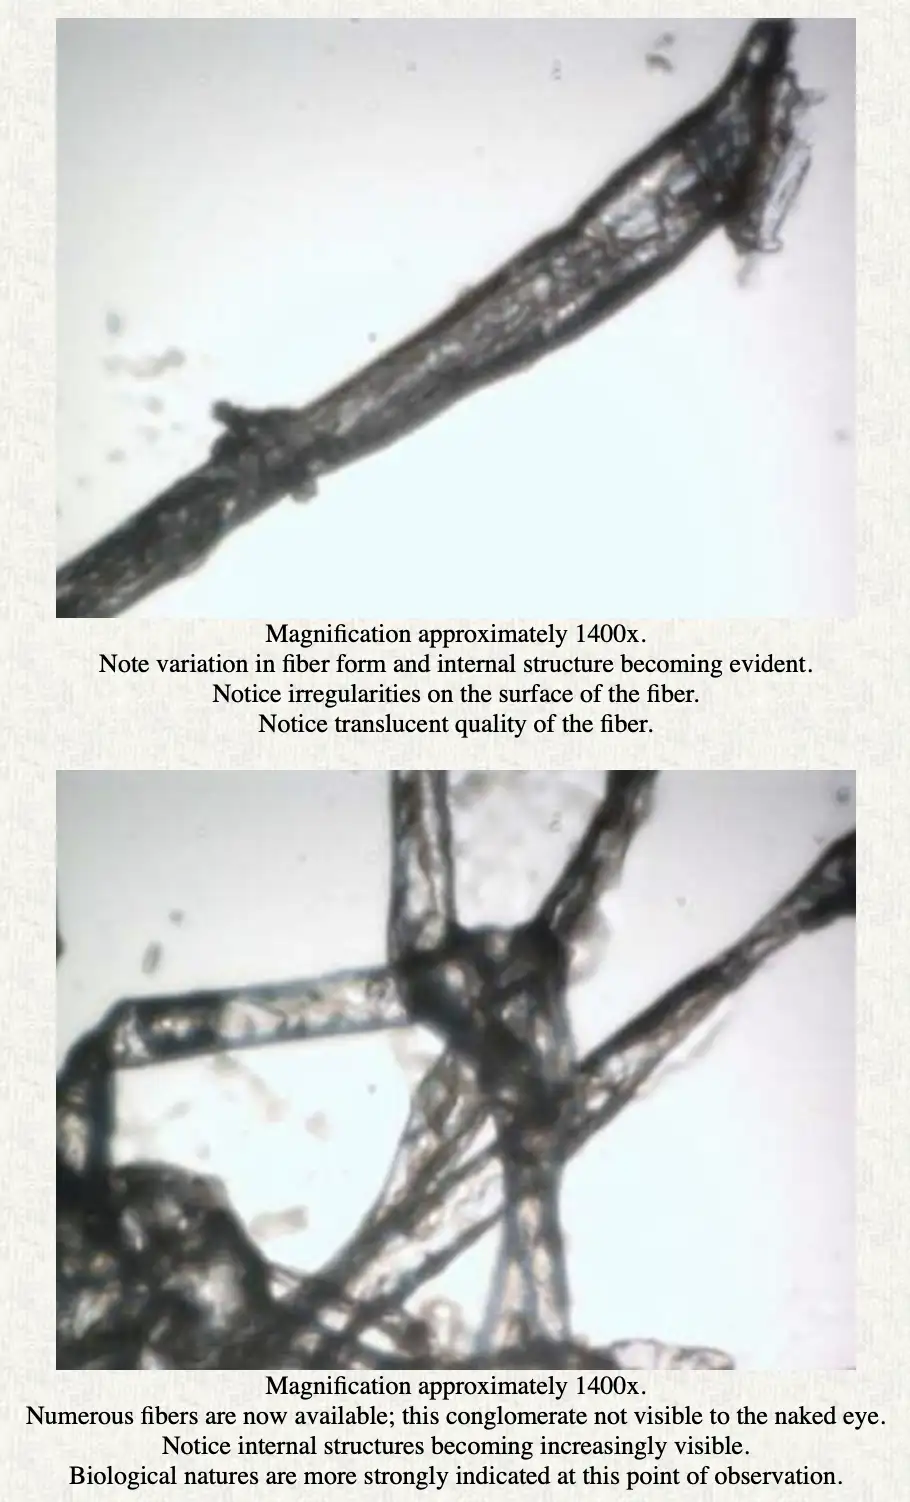 Magnification approximately 1400x.
Note variation in fiber form and internal structure becoming evident.
Notice irregularities on the surface of the fiber.
Notice translucent quality of the fiber.
Magnification approximately 1400x.
Numerous fibers are now available; this conglomerate not visible to the naked eye.
Notice internal structures becoming increasingly visible.
Biological natures are more strongly indicated at this point of observation.